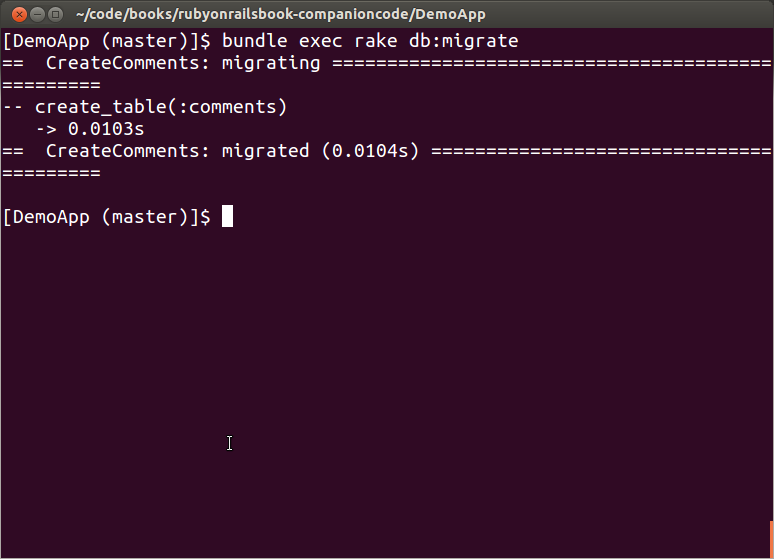 ~/code/books/rubyonrailsbook-companioncode/DemoApp
[DemoApp (master)]$ bundle exec rake db:migrate
==  CreateComments: migrating ========================================
=========
-- create_table(:comments)
   -> 0.0103s
==  CreateComments: migrated (0.0104s) ===============================
=========
[DemoApp (master)]$